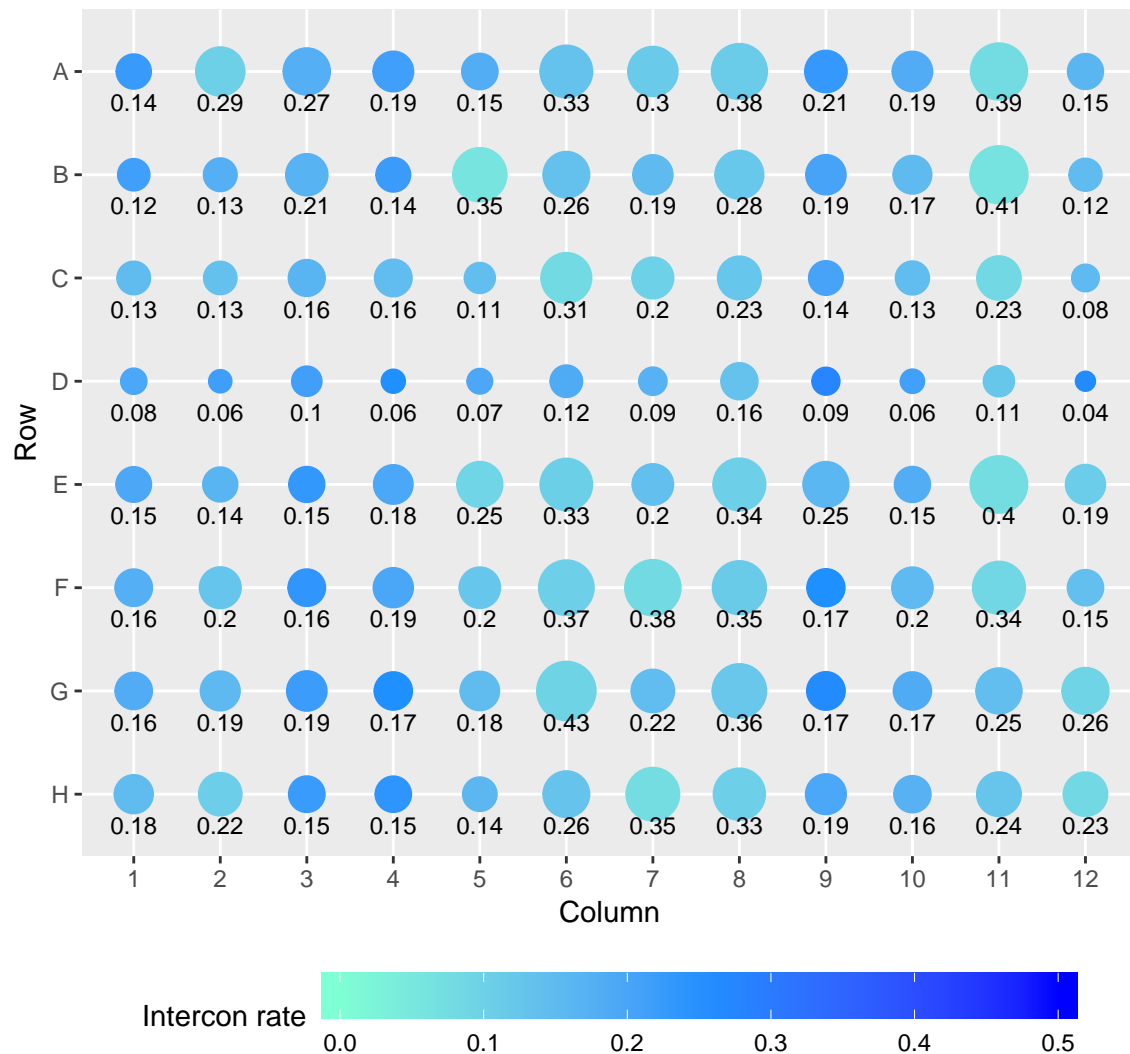 A
0.14 0.29 0.27 0.19 0.15 0.33 0.3 0.38 0.21 0.19 0.39 0.15
B
0.12 0.13 0.21 0.14 0.35 0.26 0.19 0.28 0.19 0.17 0.41 0.12
C
0.13 0.13 0.16 0.16 0.11 0.31 0.2 0.23 0.14 0.13 0.23 0.08
D
0.08 0.06 0.1 0.06 0.07 0.12 0.09 0.16 0.09 0.06 0.11 0.04
Row
E
0.15 0.14 0.15 0.18 0.25 0.33 0.2 0.34 0.25 0.15 0.4 0.19
F
0.16 0.2 0.16 0.19 0.2 0.37 0.38 0.35 0.17 0.2 0.34 0.15
G
0.16 0.19 0.19 0.17 0.18 0.43 0.22 0.36 0.17 0.17 0.25 0.26
H
0.18 0.22 0.15 0.15 0.14 0.26 0.35 0.33 0.19 0.16 0.24 0.23
1 2 3 4 5 6 7 8 9 10 11 12
Column
Intercon rate
0.0 0.1 0.2 0.3 0.4 0.5